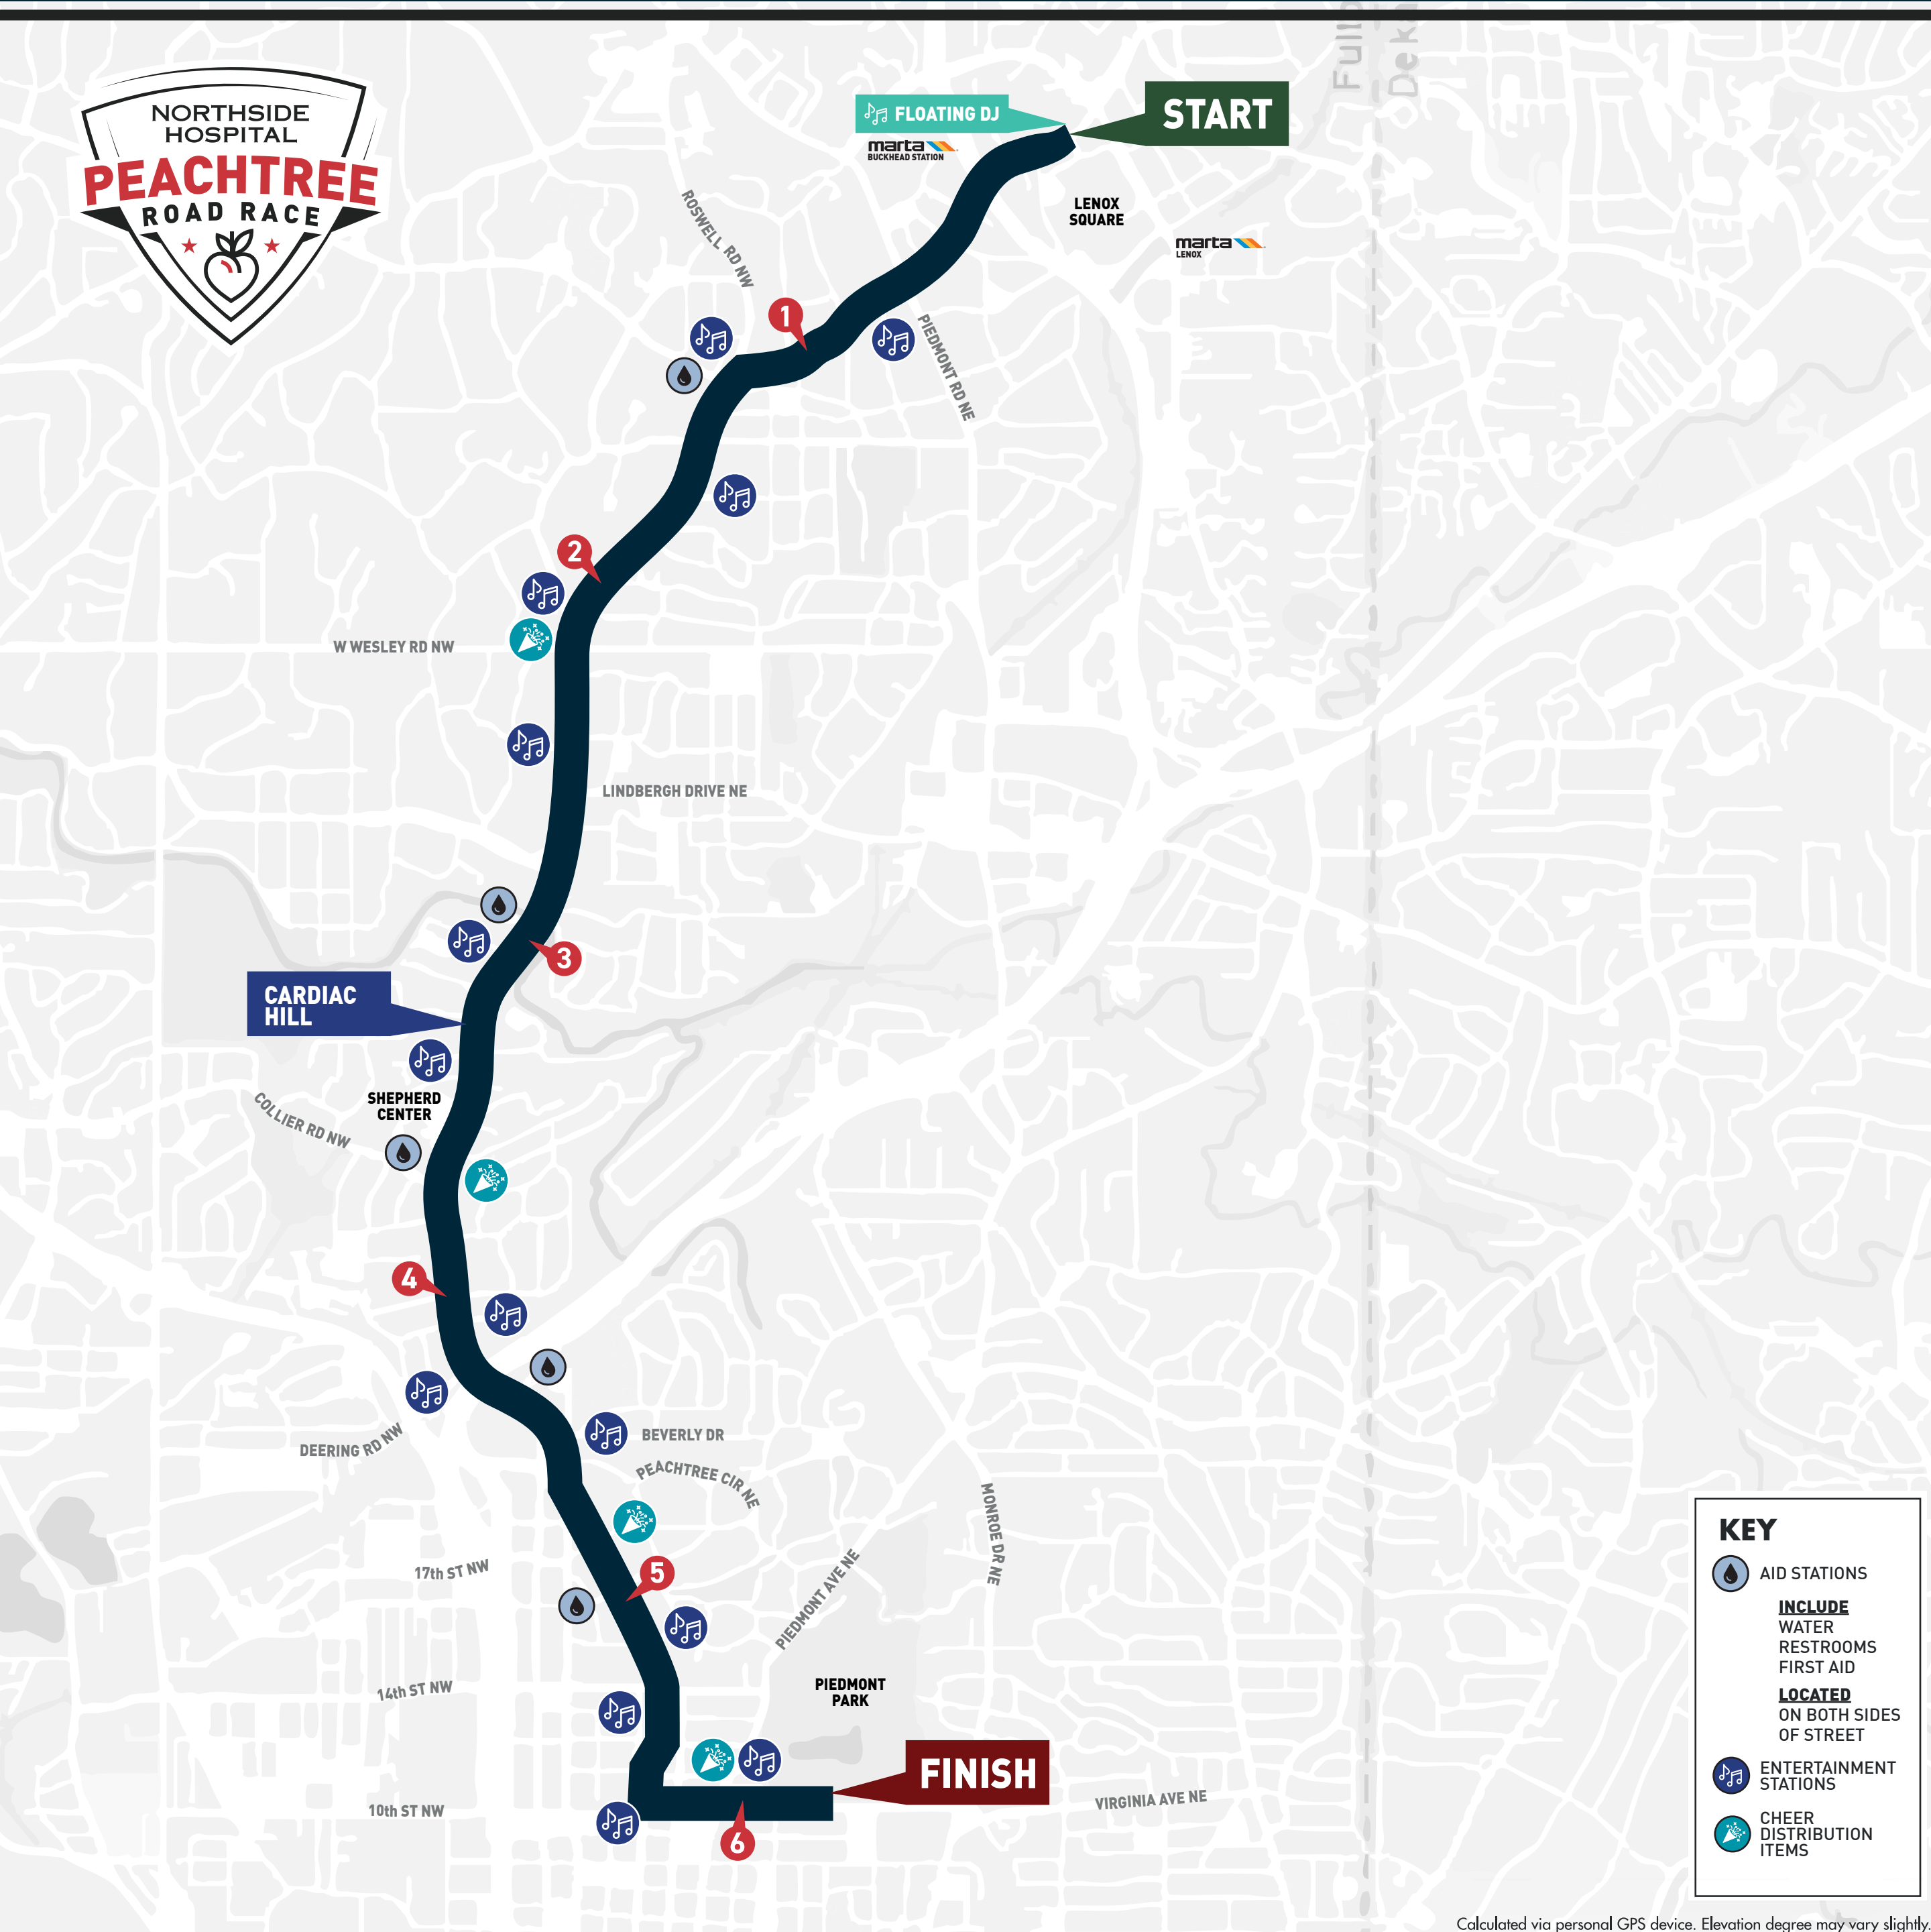 Fult
Deka
NORTHSIDE
HOSPITAL
PEACHTREE
ROAD RACE
FLOATING DJ
START
marta
BUCKHEAD STATION
LENOX
SQUARE
marta
LENOX
ROSWELL RD NW
1
PIEDMONT RD NE
2
W WESLEY RD NW
LINDBERGH DRIVE NE
3
CARDIAC
HILL
SHEPHERD
CENTER
COLLIER RD NW
4
DEERING RD NW
BEVERLY DR
PEACHTREE CIR NE
MONROE DR NE
17th ST NW
5
PIEDMONT AVE NE
14th ST NW
PIEDMONT
PARK
FINISH
10th ST NW
VIRGINIA AVE NE
6
KEY
AID STATIONS
INCLUDE
WATER
RESTROOMS
FIRST AID
LOCATED
ON BOTH SIDES
OF STREET
ENTERTAINMENT
STATIONS
CHEER
DISTRIBUTION
ITEMS
Calculated via personal GPS device. Elevation degree may vary slightly.